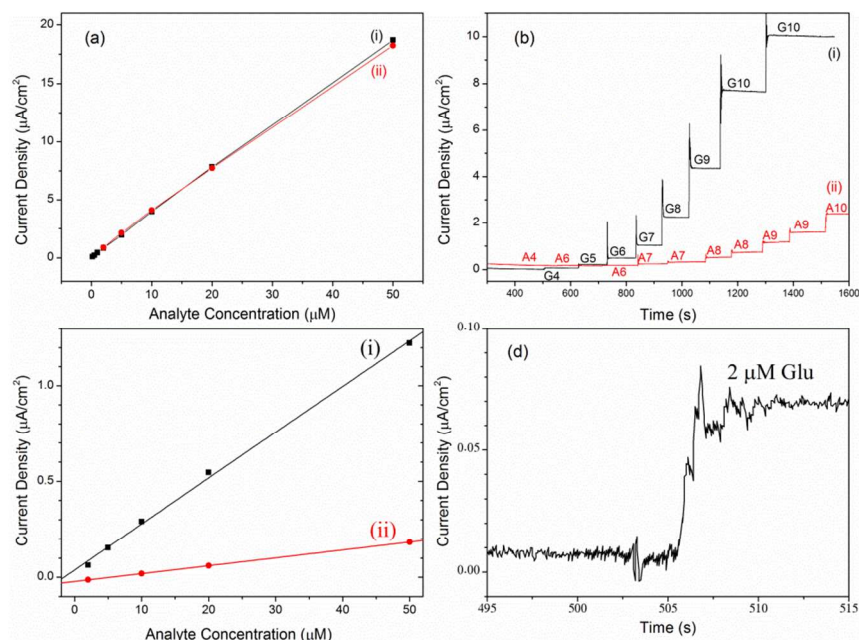 (a)
(i)
(ii)
Current Density (μA/cm²)
20
15
10
5
0
0 10 20 30 40 50
Analyte Concentration (μM)
(b)
G10
(i)
G10
G9
G8
G7
G6
G5
G4
(ii)
A4 A6 A6 A7 A7 A8 A8 A9 A9 A10
Current Density (μA/cm²)
10
8
6
4
2
0
400 600 800 1000 1200 1400 1600
Time (s)
(i)
(ii)
Current Density (μA/cm²)
1.0
0.5
0.0
0 10 20 30 40 50
Analyte Concentration (μM)
(d)
2 μM Glu
Current Density (μA/cm²)
0.10
0.05
0.00
495 500 505 510 515
Time (s)